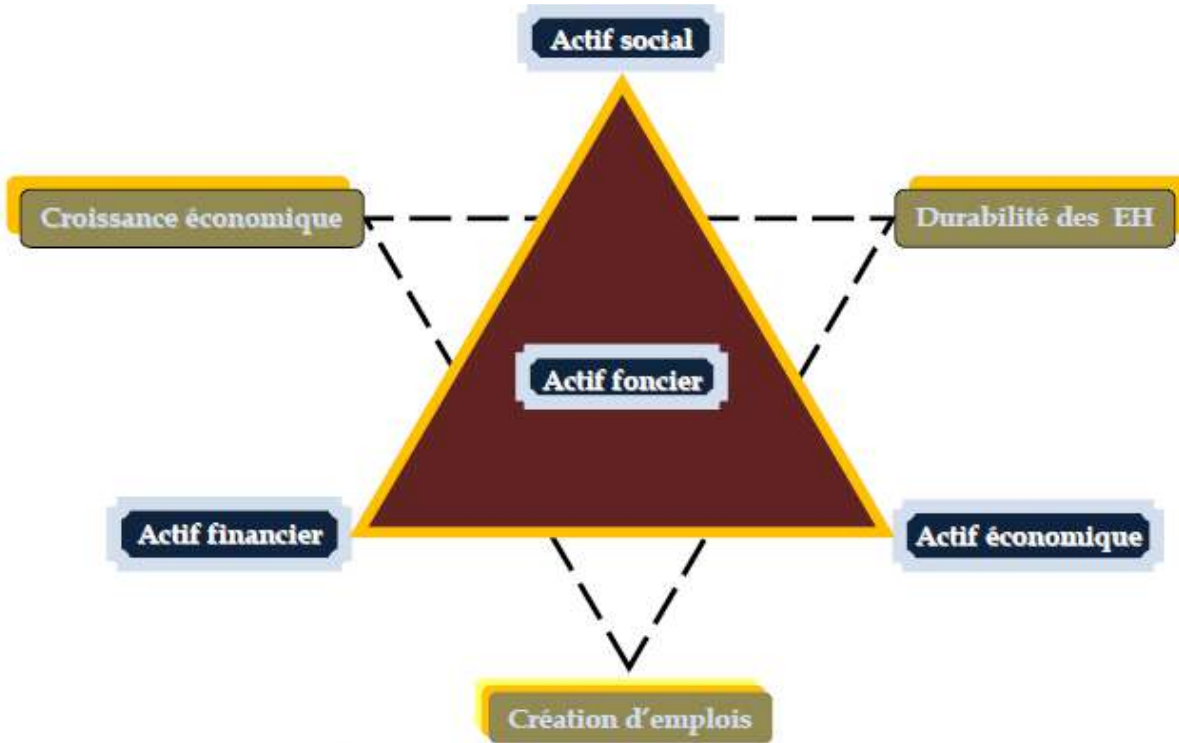 Actif social
Croissance économique
Durabilité des EH
Actif foncier
Actif financier
Actif économique
Création d'emplois